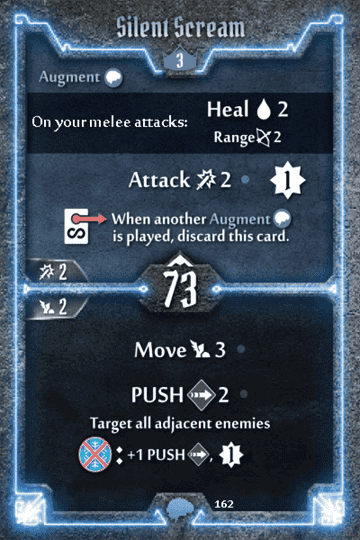 Silent Scream
3
Augment
On your melee attacks:
Heal 2
Range 2
Attack 2 1
When another Augment
is played, discard this card.
2
73
2
Move 3
PUSH 2
Target all adjacent enemies
: +1 PUSH , 1
162